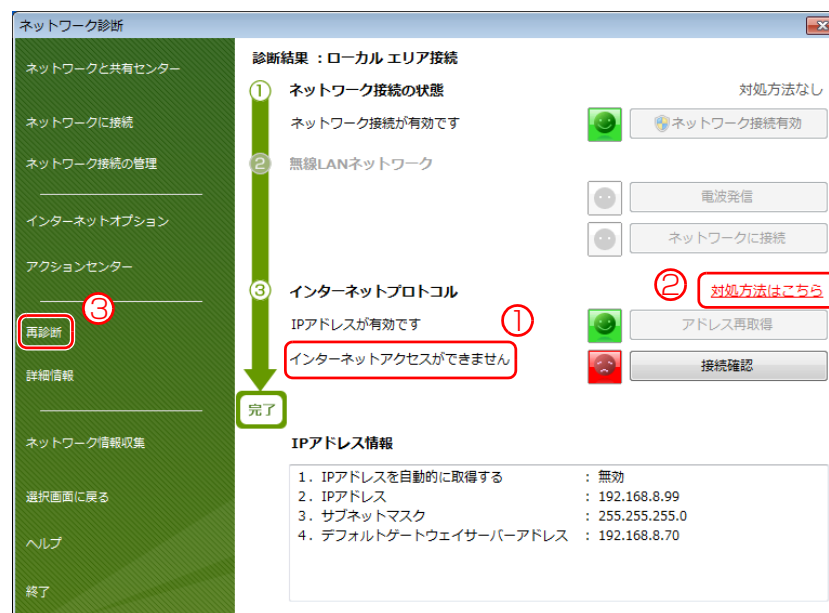 ネットワーク診断
ネットワークと共有センター
ネットワークに接続
ネットワーク接続の管理
インターネットオプション
アクションセンター
③
再診断
詳細情報
ネットワーク情報収集
選択画面に戻る
ヘルプ
終了
診断結果 ：ローカル エリア接続
① ネットワーク接続の状態 対処方法なし
ネットワーク接続が有効です ネットワーク接続有効
② 無線LANネットワーク
電波発信
ネットワークに接続
③ インターネットプロトコル ② 対処方法はこちら
IPアドレスが有効です ① アドレス再取得
インターネットアクセスができません 接続確認
完了
IPアドレス情報
1. IPアドレスを自動的に取得する : 無効
2. IPアドレス : 192.168.8.99
3. サブネットマスク : 255.255.255.0
4. デフォルトゲートウェイサーバーアドレス : 192.168.8.70